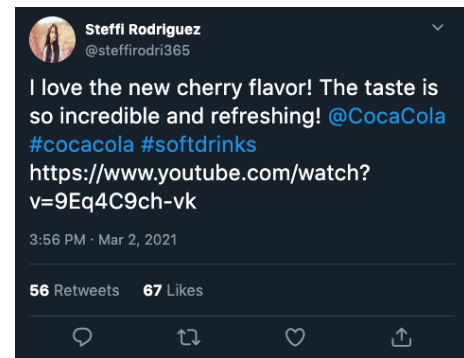 Steffi Rodriguez
@steffirodri365
I love the new cherry flavor! The taste is
so incredible and refreshing! @CocaCola
#cocacola #softdrinks
https://www.youtube.com/watch?
v=9Eq4C9ch-vk
3:56 PM · Mar 2, 2021
56 Retweets 67 Likes